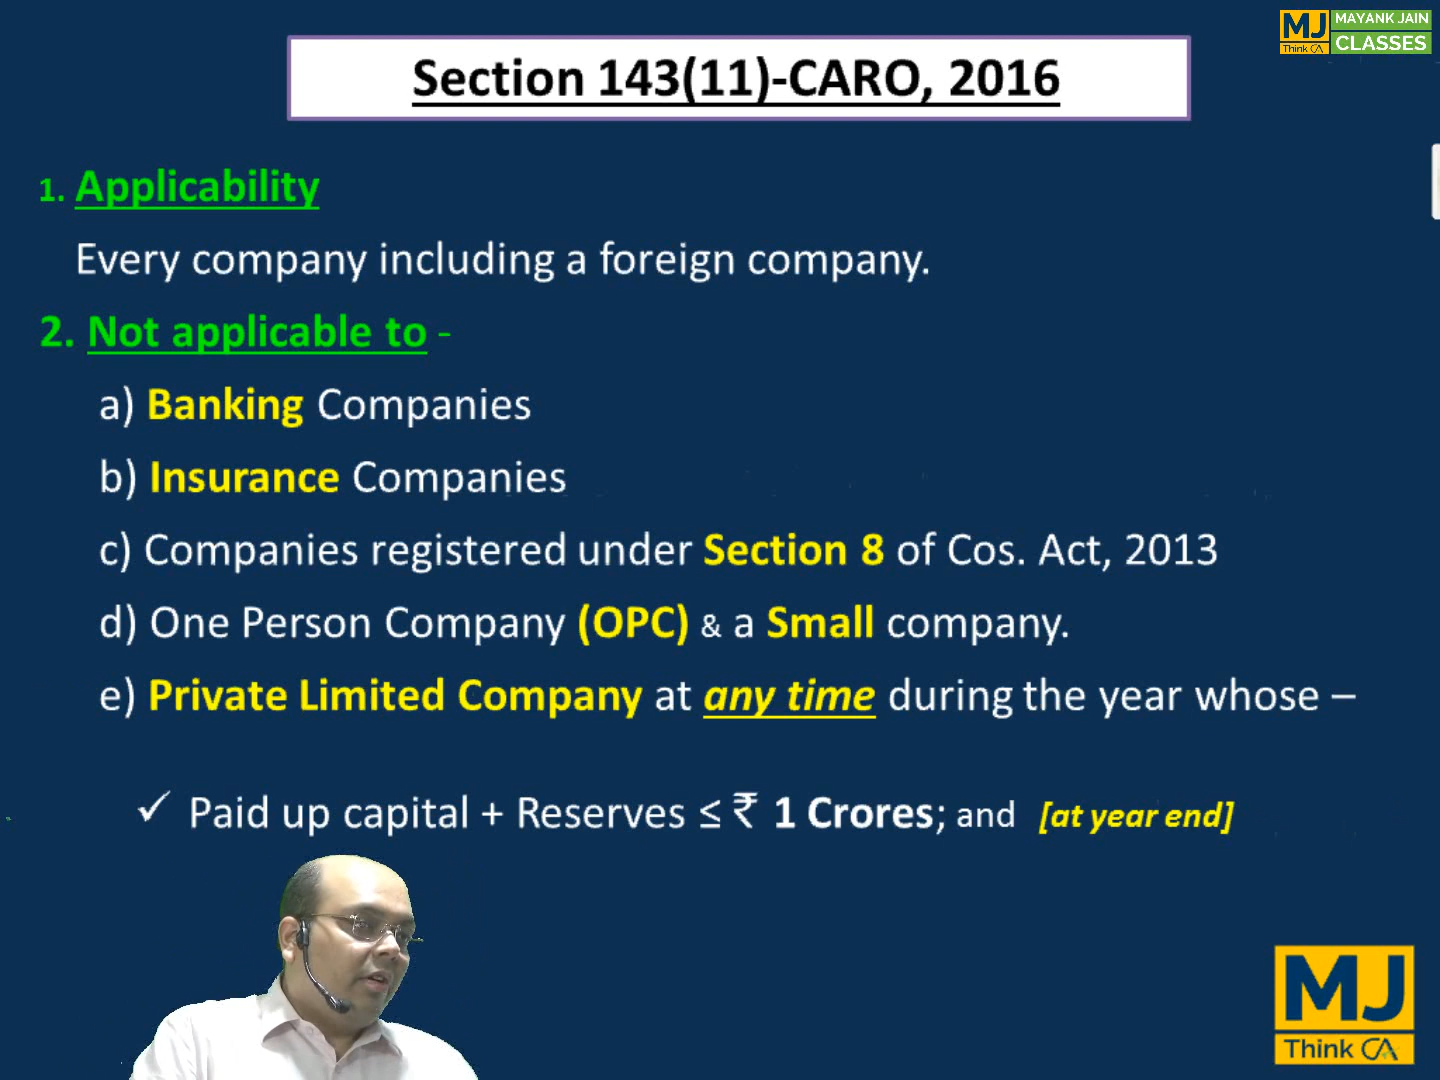 MJ MAYANK JAIN
Think CA CLASSES
Section 143(11)-CARO, 2016
1. Applicability
Every company including a foreign company.
2. Not applicable to -
a) Banking Companies
b) Insurance Companies
c) Companies registered under Section 8 of Cos. Act, 2013
d) One Person Company (OPC) & a Small company.
e) Private Limited Company at any time during the year whose –
✓ Paid up capital + Reserves ≤ ₹ 1 Crores; and [at year end]
MJ
Think CA